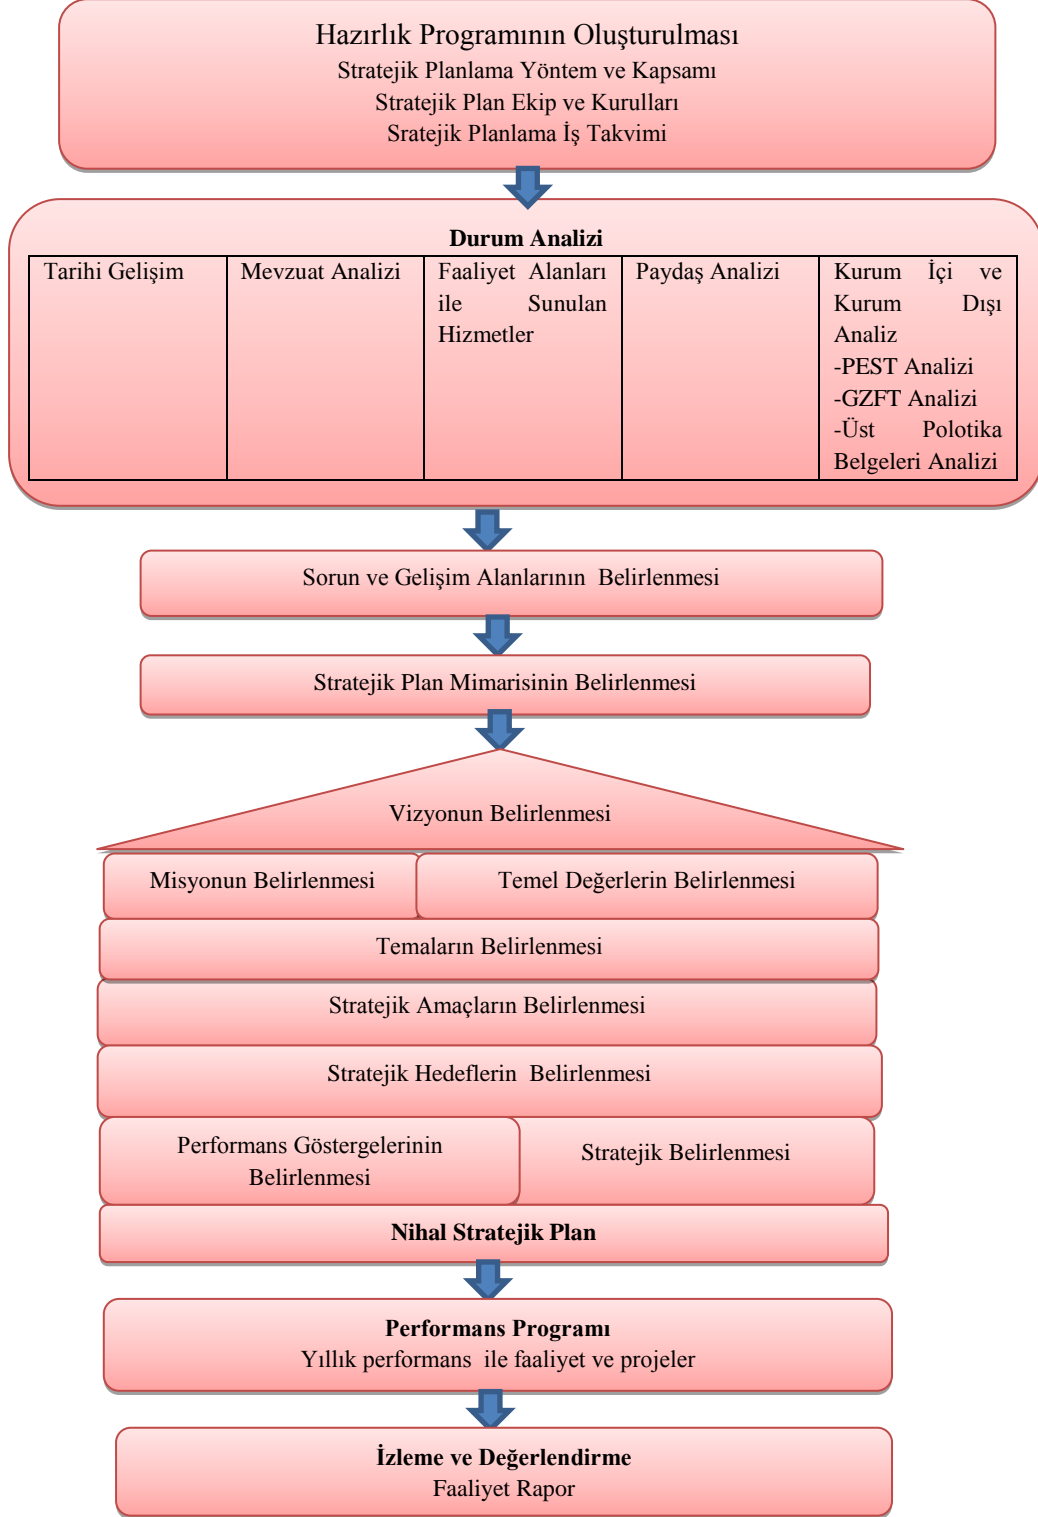 Hazırlık Programının Oluşturulması
Stratejik Planlama Yöntem ve Kapsamı
Stratejik Plan Ekip ve Kurulları
Sratejik Planlama İş Takvimi
Durum Analizi
Tarihi Gelişim
Mevzuat Analizi
Faaliyet Alanları
ile Sunulan
Hizmetler
Paydaş Analizi
Kurum İçi ve
Kurum Dışı
Analiz
-PEST Analizi
-GZFT Analizi
-Üst Polotika
Belgeleri Analizi
Sorun ve Gelişim Alanlarının Belirlenmesi
Stratejik Plan Mimarisinin Belirlenmesi
Vizyonun Belirlenmesi
Misyonun Belirlenmesi
Temel Değerlerin Belirlenmesi
Temaların Belirlenmesi
Stratejik Amaçların Belirlenmesi
Stratejik Hedeflerin Belirlenmesi
Performans Göstergelerinin
Belirlenmesi
Stratejik Belirlenmesi
Nihal Stratejik Plan
Performans Programı
Yıllık performans ile faaliyet ve projeler
İzleme ve Değerlendirme
Faaliyet Rapor